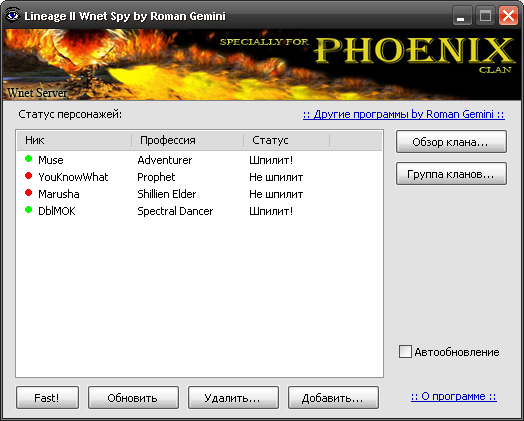 Lineage II Wnet Spy by Roman Gemini
SPECIALLY FOR PHOENIX
CLAN
Wnet Server
Статус персонажей:
:: Другие программы by Roman Gemini ::
Ник Профессия Статус
Muse Adventurer Шпилит!
YouKnowWhat Prophet Не шпилит
Marusha Shillien Elder Не шпилит
DblMOK Spectral Dancer Шпилит!
Обзор клана...
Группа кланов...
Автообновление
Fast! Обновить Удалить... Добавить... :: О программе ::